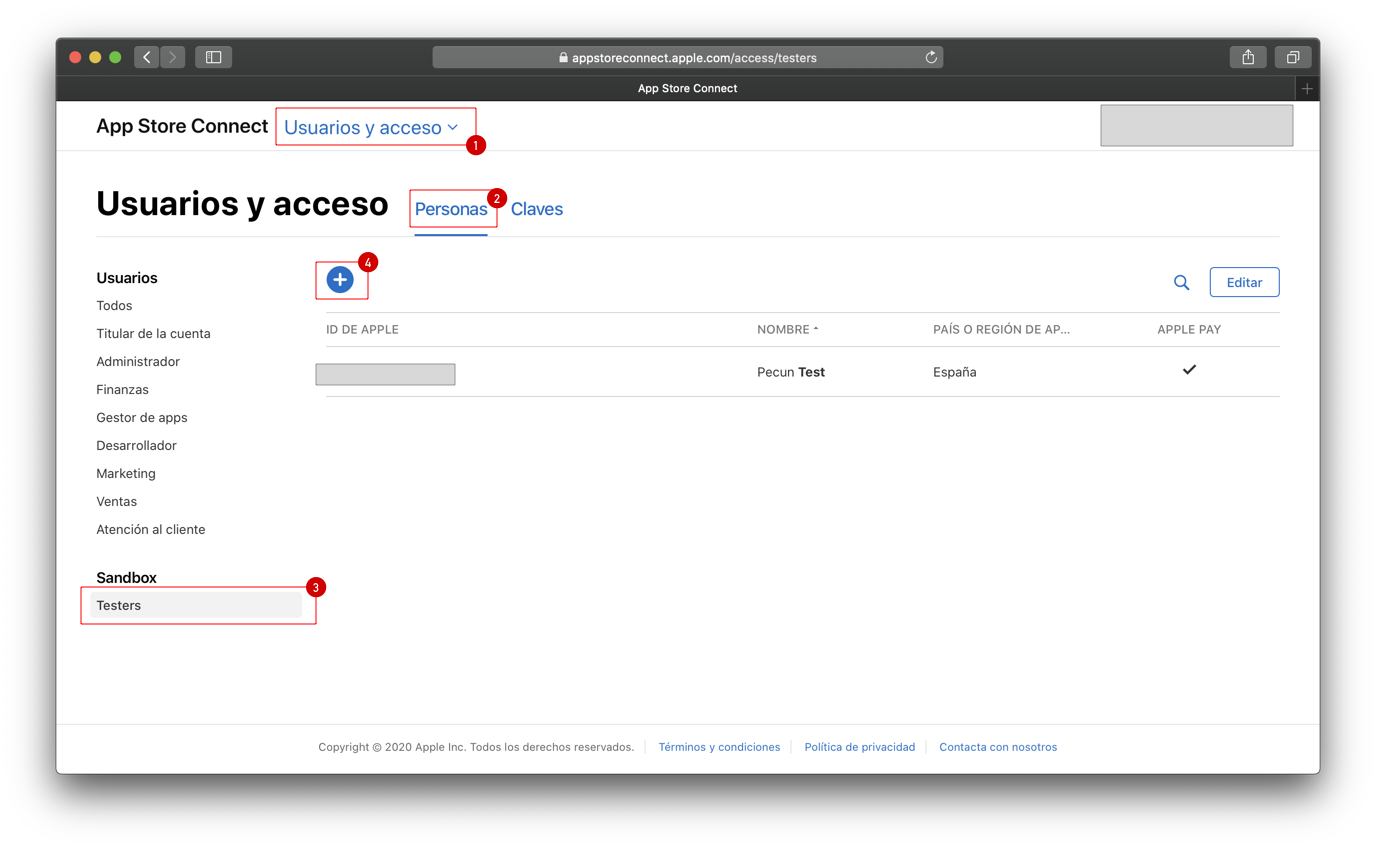 appstoreconnect.apple.com/access/testers
App Store Connect
App Store Connect Usuarios y acceso
1
Usuarios y acceso Personas 2 Claves
Usuarios
Todos
Titular de la cuenta
Administrador
Finanzas
Gestor de apps
Desarrollador
Marketing
Ventas
Atención al cliente
Sandbox
Testers
3
4
Editar
ID DE APPLE NOMBRE PAÍS O REGIÓN DE AP... APPLE PAY
Pecun Test España
Copyright © 2020 Apple Inc. Todos los derechos reservados. Términos y condiciones Política de privacidad Contacta con nosotros